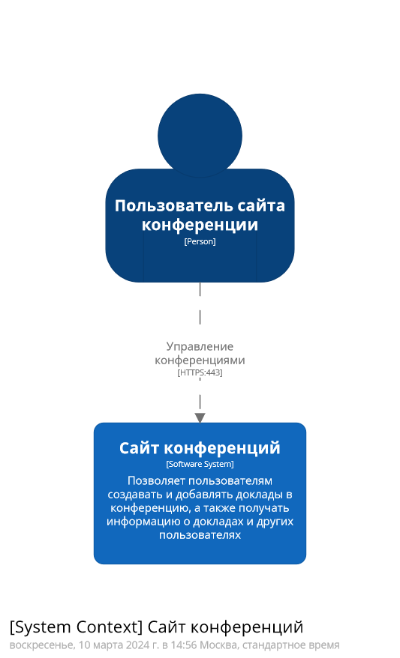 Пользователь сайта
конференции
[Person]
Управление
конференциями
[HTTPS:443]
Сайт конференций
[Software System]
Позволяет пользователям
создавать и добавлять доклады в
конференцию, а также получать
информацию о докладах и других
пользователях
[System Context] Сайт конференций
воскресенье, 10 марта 2024 г. в 14:56 Москва, стандартное время